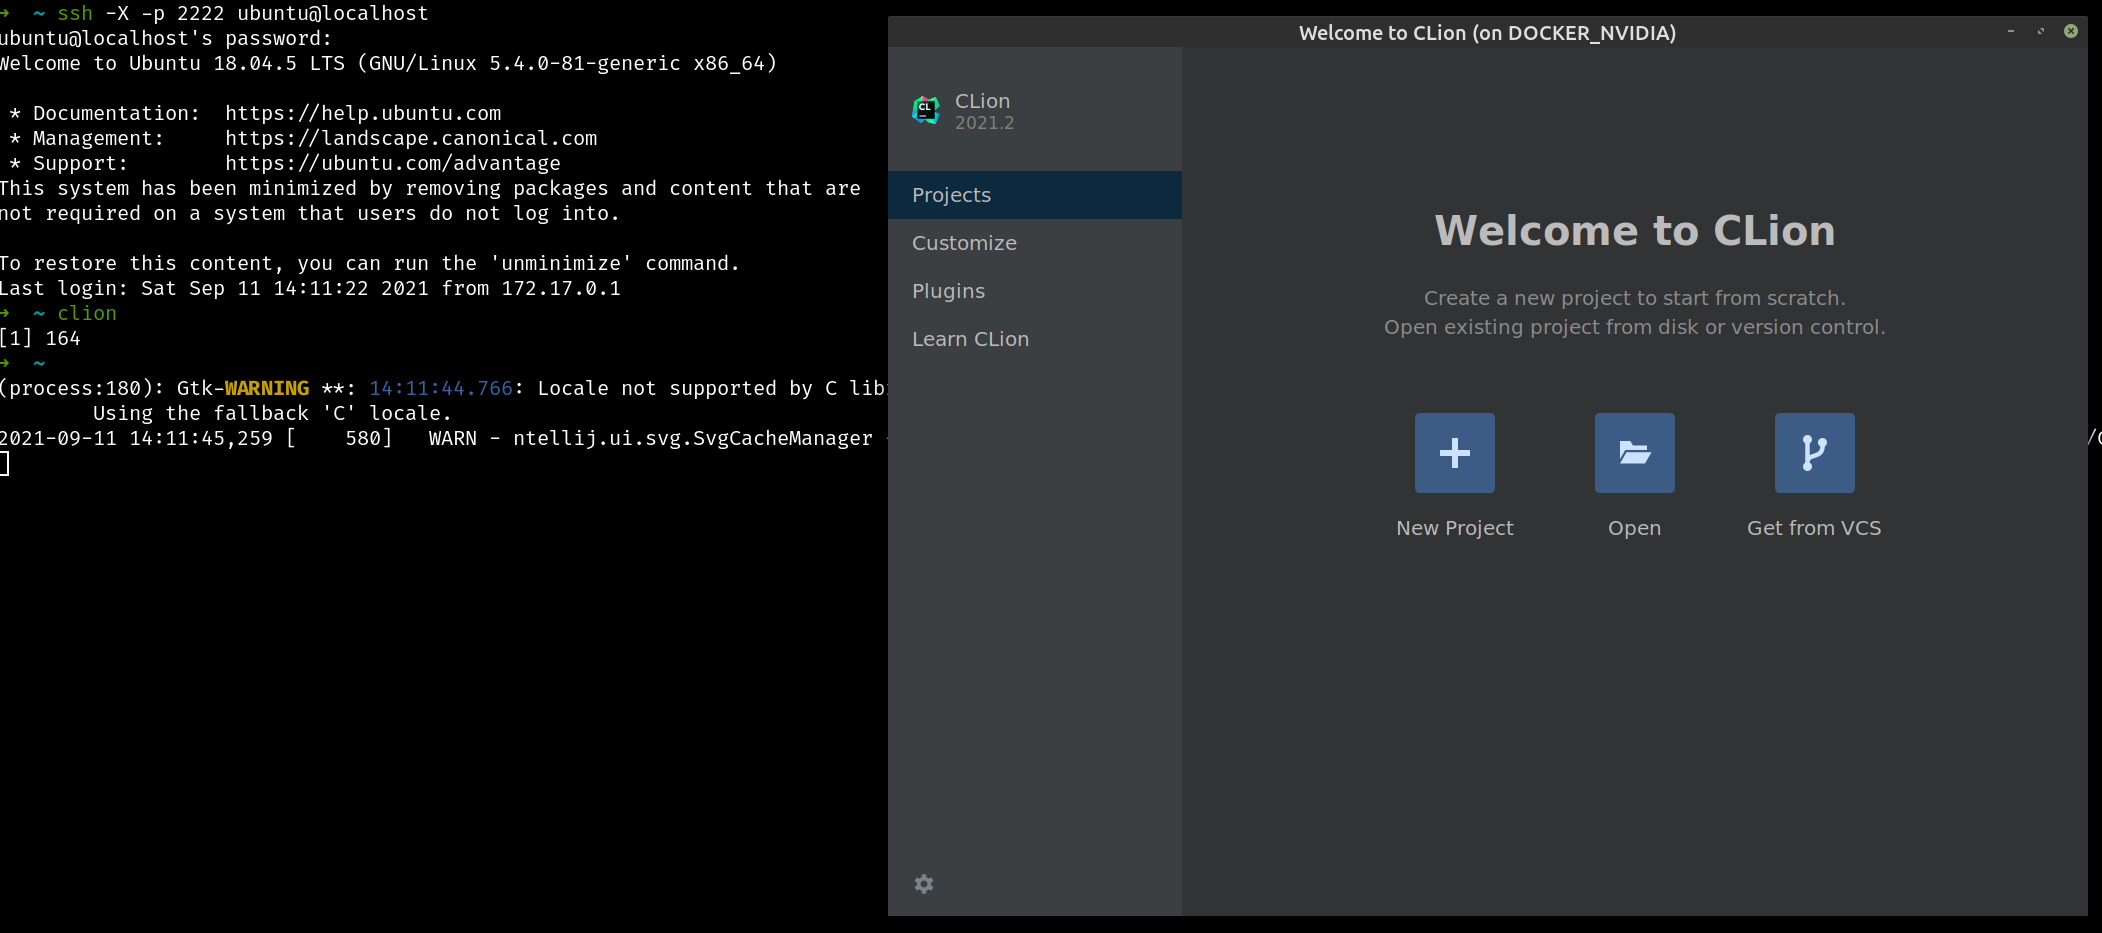 → ~ ssh -X -p 2222 ubuntu@localhost
ubuntu@localhost's password:
Welcome to Ubuntu 18.04.5 LTS (GNU/Linux 5.4.0-81-generic x86_64)
* Documentation: https://help.ubuntu.com
* Management: https://landscape.canonical.com
* Support: https://ubuntu.com/advantage
This system has been minimized by removing packages and content that are
not required on a system that users do not log into.
To restore this content, you can run the 'unminimize' command.
Last login: Sat Sep 11 14:11:22 2021 from 172.17.0.1
→ ~ clion
[1] 164
→ ~
(process:180): Gtk-WARNING **: 14:11:44.766: Locale not supported by C
Using the fallback 'C' locale.
2021-09-11 14:11:45,259 [ 580] WARN - ntellij.ui.svg.SvgCacheManager
Welcome to CLion (on DOCKER_NVIDIA)
CL
CLion
2021.2
Projects
Customize
Plugins
Learn CLion
Welcome to CLion
Create a new project to start from scratch.
Open existing project from disk or version control.
New Project
Open
Get from VCS